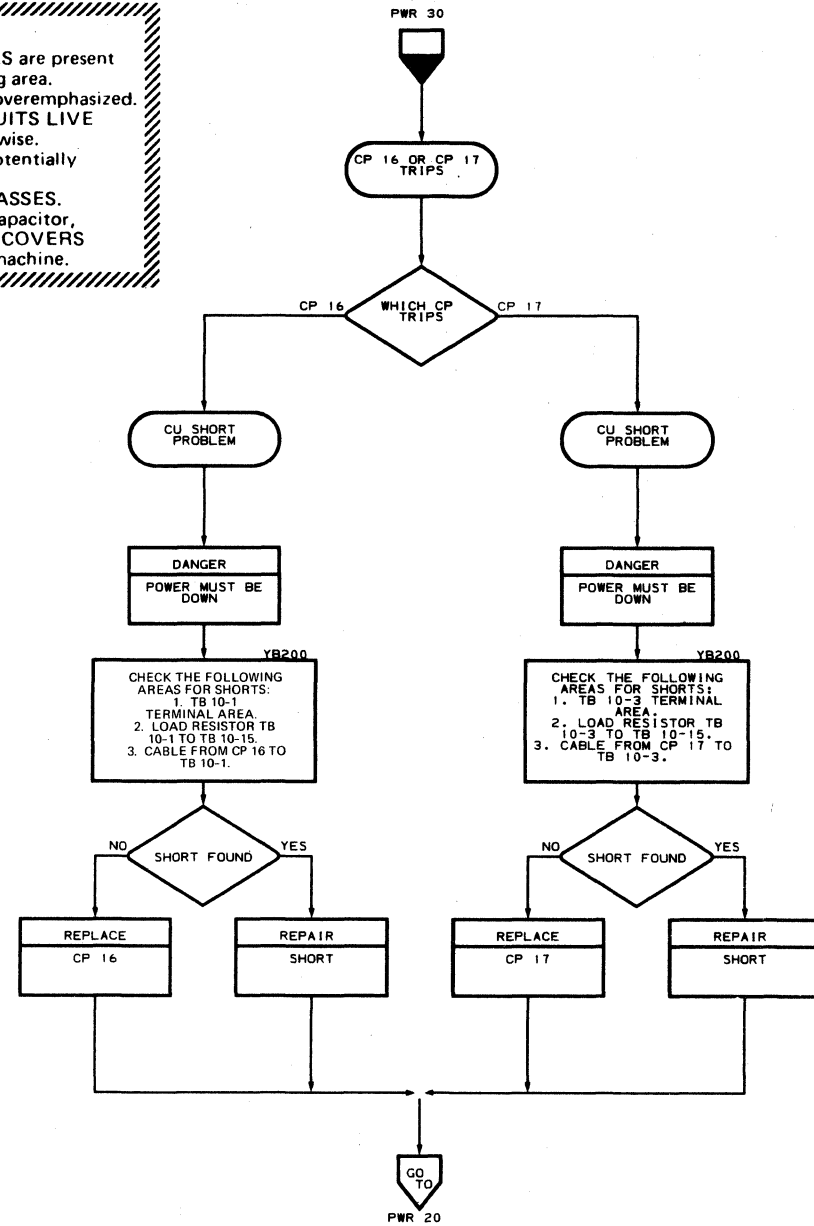 PWR 30
S are present
g area.
overemphasized.
UITS LIVE
wise.
otentially
ASSES.
apacitor,
COVERS
nachine.
CP 16 OR CP 17
TRIPS
WHICH CP
TRIPS
CP 16
CP 17
CU SHORT
PROBLEM
CU SHORT
PROBLEM
DANGER
POWER MUST BE
DOWN
DANGER
POWER MUST BE
DOWN
YB200
CHECK THE FOLLOWING
AREAS FOR SHORTS:
1. TB 10-1
TERMINAL AREA.
2. LOAD RESISTOR TB
10-1 TO TB 10-15.
3. CABLE FROM CP 16 TO
TB 10-1.
YB200
CHECK THE FOLLOWING
AREAS FOR SHORTS:
1. TB 10-3 TERMINAL
AREA.
2. LOAD RESISTOR TB
10-3 TO TB 10-15.
3. CABLE FROM CP 17 TO
TB 10-3.
NO
SHORT FOUND
YES
NO
SHORT FOUND
YES
REPLACE
CP 16
REPAIR
SHORT
REPLACE
CP 17
REPAIR
SHORT
GO
TO
PWR 20